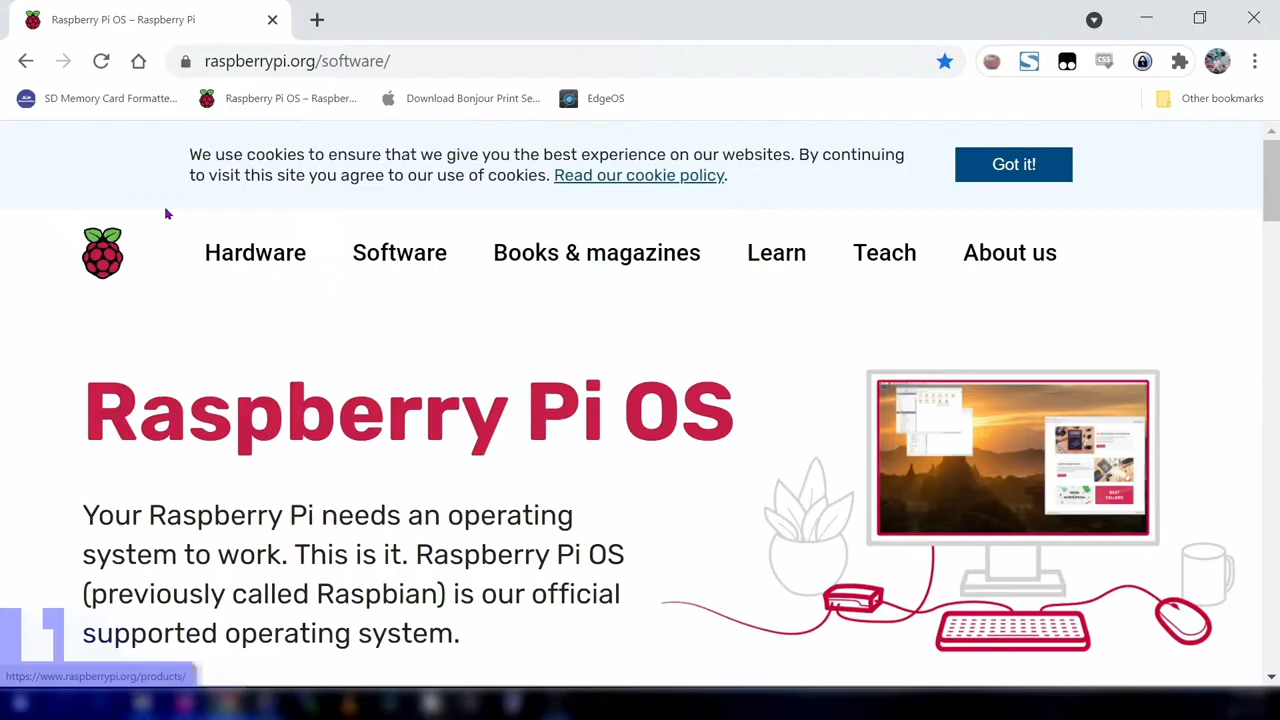 Raspberry Pi OS – Raspberry Pi
raspberrypi.org/software/
CSS
SD Memory Card Formatte...
Raspberry Pi OS – Raspber...
Download Bonjour Print Se...
EdgeOS
Other bookmarks
We use cookies to ensure that we give you the best experience on our websites. By continuing
to visit this site you agree to our use of cookies. Read our cookie policy.
Got it!
Hardware
Software
Books & magazines
Learn
Teach
About us
Raspberry Pi OS
Your Raspberry Pi needs an operating
system to work. This is it. Raspberry Pi OS
(previously called Raspbian) is our official
supported operating system.
BEST
SELLERS
https://www.raspberrypi.org/products/